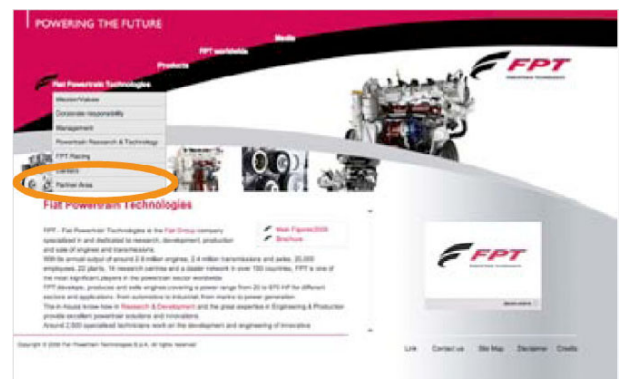 POWERING THE FUTURE
Media
FPT worldwide
Products
Fiat Powertrain Technologies
Mission/Values
Corporate responsibility
Management
Powertrain Research & Technology
FPT Racing
Careers
Partner Area
FPT
POWERTRAIN TECHNOLOGIES
Fiat Powertrain Technologies
FPT - Fiat Powertrain Technologies is the Fiat Group company
specialised in and dedicated to research, development, production
and sale of engines and transmissions.
With its annual output of around 2.9 million engines, 2.4 million transmissions and axles, 20,000
employees, 22 plants, 14 research centres and a dealer network in over 100 countries, FPT is one of
the most significant players in the powertrain sector worldwide.
FPT develops, produces and sells engines covering a power range from 20 to 870 HP for different
sectors and applications, from automotive to industrial, from marine to power generation.
The in-house know-how in Research & Development and the great expertise in Engineering & Production
provide excellent powertrain solutions and innovations.
Around 2,500 specialised technicians work on the development and engineering of innovative
Main Figures 2008
Brochure
FPT
POWERTRAIN TECHNOLOGIES
Copyright © 2008 Fiat Powertrain Technologies S.p.A. All rights reserved
Link Contact us Site Map Disclaimer Credits